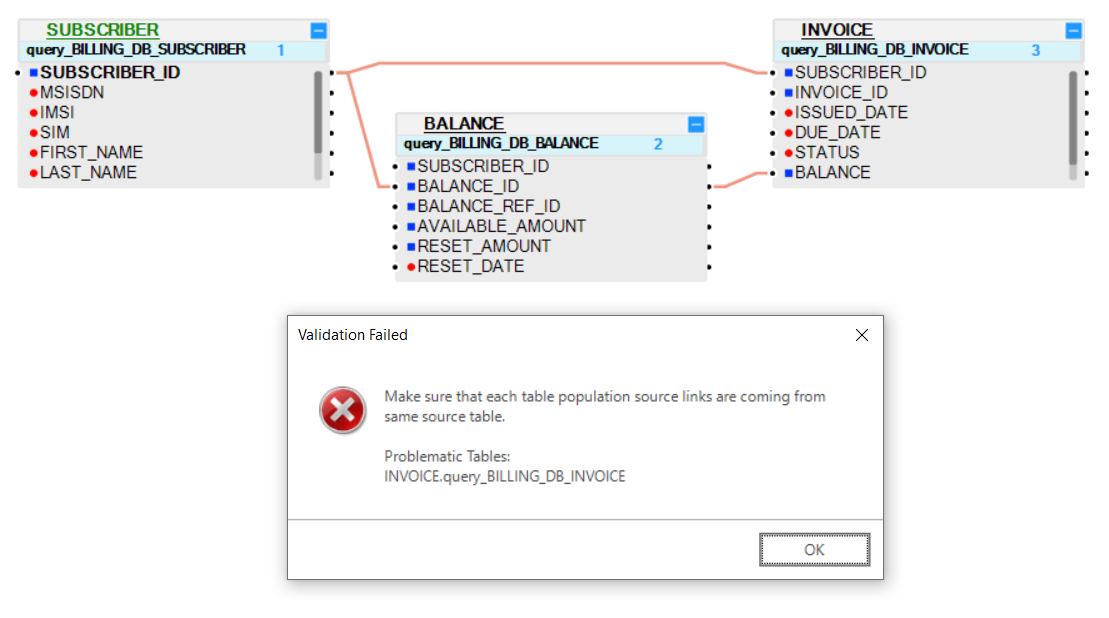 SUBSCRIBER
query_BILLING_DB_SUBSCRIBER 1
SUBSCRIBER_ID
MSISDN
IMSI
SIM
FIRST_NAME
LAST_NAME
BALANCE
query_BILLING_DB_BALANCE 2
SUBSCRIBER_ID
BALANCE_ID
BALANCE_REF_ID
AVAILABLE_AMOUNT
RESET_AMOUNT
RESET_DATE
INVOICE
query_BILLING_DB_INVOICE 3
SUBSCRIBER_ID
INVOICE_ID
ISSUED_DATE
DUE_DATE
STATUS
BALANCE
Validation Failed
Make sure that each table population source links are coming from
same source table.
Problematic Tables:
INVOICE.query_BILLING_DB_INVOICE
OK